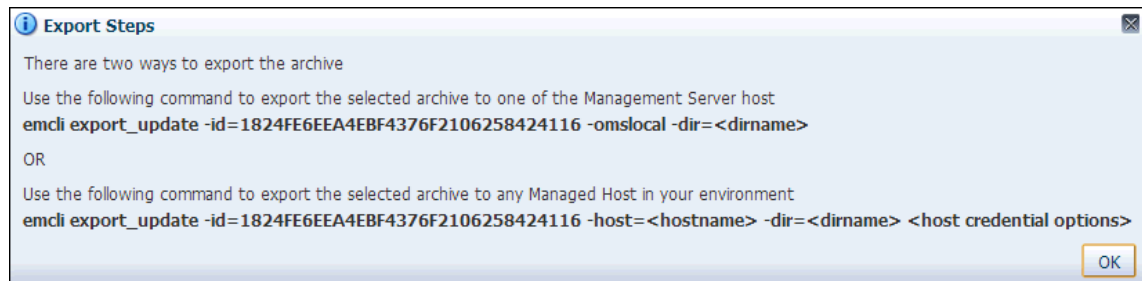 Export Steps
There are two ways to export the archive
Use the following command to export the selected archive to one of the Management Server host
emcli export_update -id=1824FE6EEA4EBF4376F2106258424116 -omslocal -dir=<dirname>
OR
Use the following command to export the selected archive to any Managed Host in your environment
emcli export_update -id=1824FE6EEA4EBF4376F2106258424116 -host=<hostname> -dir=<dirname> <host credential options>
OK